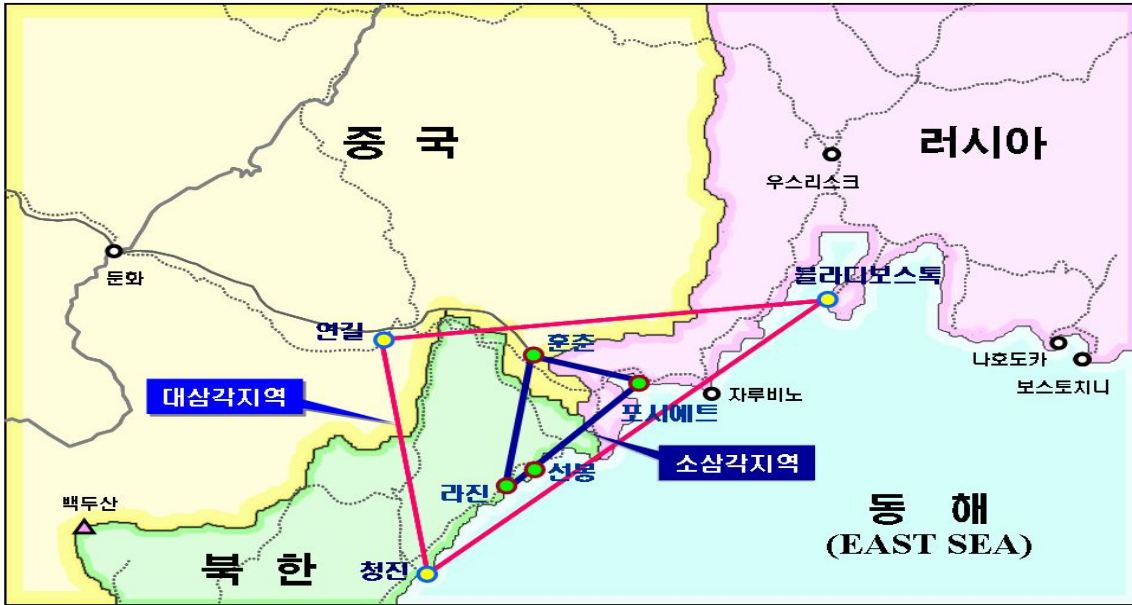 중 국
러시아
우스리스크
둔화
블라디보스톡
연길
훈춘
나호도카
보스토치니
대삼각지역
자루비노
포시에트
소삼각지역
선봉
라진
백두산
동 해
(EAST SEA)
북 한
청진